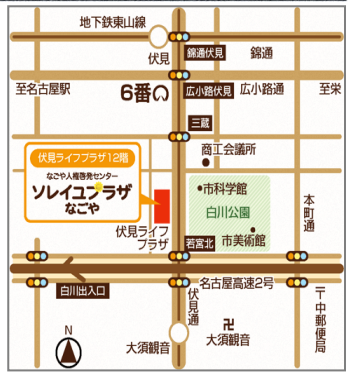 地下鉄東山線
伏見
錦通伏見
錦通
至名古屋駅
6番の
広小路伏見
広小路通
至栄
三蔵
商工会議所
伏見ライフプラザ12階
なごや人権啓発センター
ソレイユプラザ
なごや
市科学館
白川公園
本町通
伏見ライフ
プラザ
若宮北
市美術館
白川出入口
名古屋高速2号
伏見通
〒中郵便局
N
大須観音
卍
大須観音